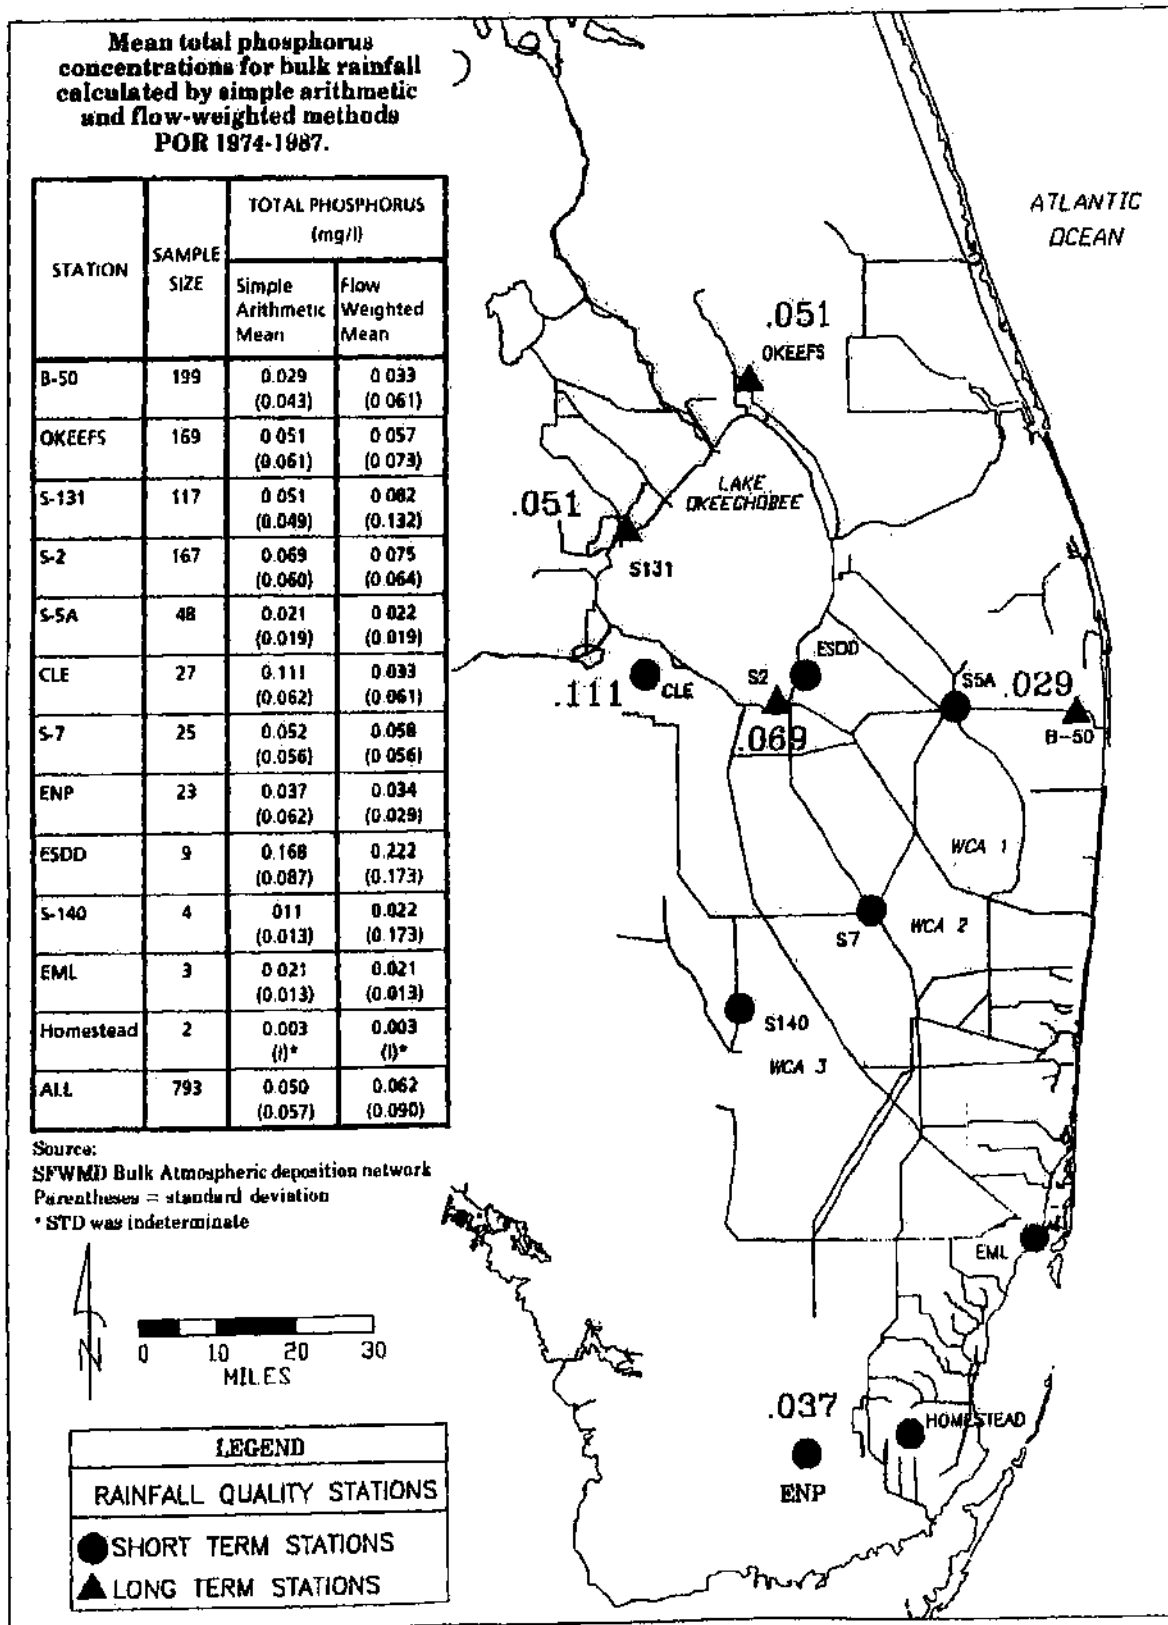 Mean total phosphorus
concentrations for bulk rainfall
calculated by simple arithmetic
and flow-weighted methods
POR 1974-1987.
STATION
SAMPLE
SIZE
TOTAL PHOSPHORUS
(mg/l)
Simple
Arithmetic
Mean
Flow
Weighted
Mean
B-50 199 0.029 0 033
(0.043) (0 061)
OKEEFS 169 0 051 0 057
(0.061) (0 073)
S-131 117 0.051 0 082
(0.049) (0.132)
S-2 167 0.069 0 075
(0.060) (0.064)
S-5A 48 0.021 0 022
(0.019) (0.019)
CLE 27 0.111 0.033
(0.062) (0.061)
S-7 25 0.052 0.058
(0.056) (0 056)
ENP 23 0.037 0.034
(0.062) (0.029)
ESDD 9 0.168 0.222
(0.087) (0.173)
S-140 4 011 0.022
(0.013) (0.173)
EML 3 0 021 0.021
(0.013) (0.013)
Homestead 2 0.003 0.003
(l)* (l)*
ALL 793 0.050 0.062
(0.057) (0.090)
Source:
SFWMD Bulk Atmospheric deposition network
Parentheses = standard deviation
* STD was indeterminate
N
0 10 20 30
MILES
LEGEND
RAINFALL QUALITY STATIONS
SHORT TERM STATIONS
LONG TERM STATIONS
ATLANTIC
OCEAN
.051
OKEEFS
LAKE
OKEECHOBEE
.051
S131
ESDD
.111
CLE
S2
.069
S5A
.029
B-50
WCA 1
S7
WCA 2
S140
WCA 3
EML
.037
HOMESTEAD
ENP